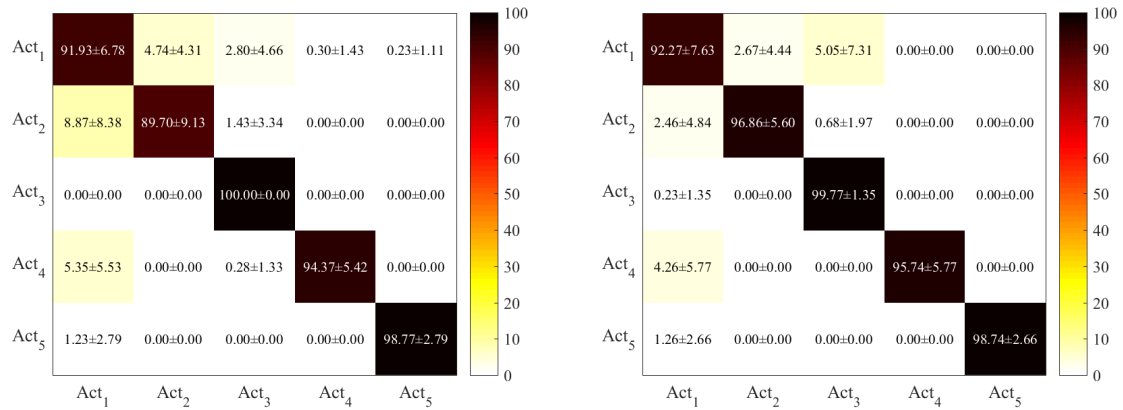 Act1 91.93±6.78 4.74±4.31 2.80±4.66 0.30±1.43 0.23±1.11
Act2 8.87±8.38 89.70±9.13 1.43±3.34 0.00±0.00 0.00±0.00
Act3 0.00±0.00 0.00±0.00 100.00±0.00 0.00±0.00 0.00±0.00
Act4 5.35±5.53 0.00±0.00 0.28±1.33 94.37±5.42 0.00±0.00
Act5 1.23±2.79 0.00±0.00 0.00±0.00 0.00±0.00 98.77±2.79
Act1 Act2 Act3 Act4 Act5
100
90
80
70
60
50
40
30
20
10
0
Act1 92.27±7.63 2.67±4.44 5.05±7.31 0.00±0.00 0.00±0.00
Act2 2.46±4.84 96.86±5.60 0.68±1.97 0.00±0.00 0.00±0.00
Act3 0.23±1.35 0.00±0.00 99.77±1.35 0.00±0.00 0.00±0.00
Act4 4.26±5.77 0.00±0.00 0.00±0.00 95.74±5.77 0.00±0.00
Act5 1.26±2.66 0.00±0.00 0.00±0.00 0.00±0.00 98.74±2.66
Act1 Act2 Act3 Act4 Act5
100
90
80
70
60
50
40
30
20
10
0